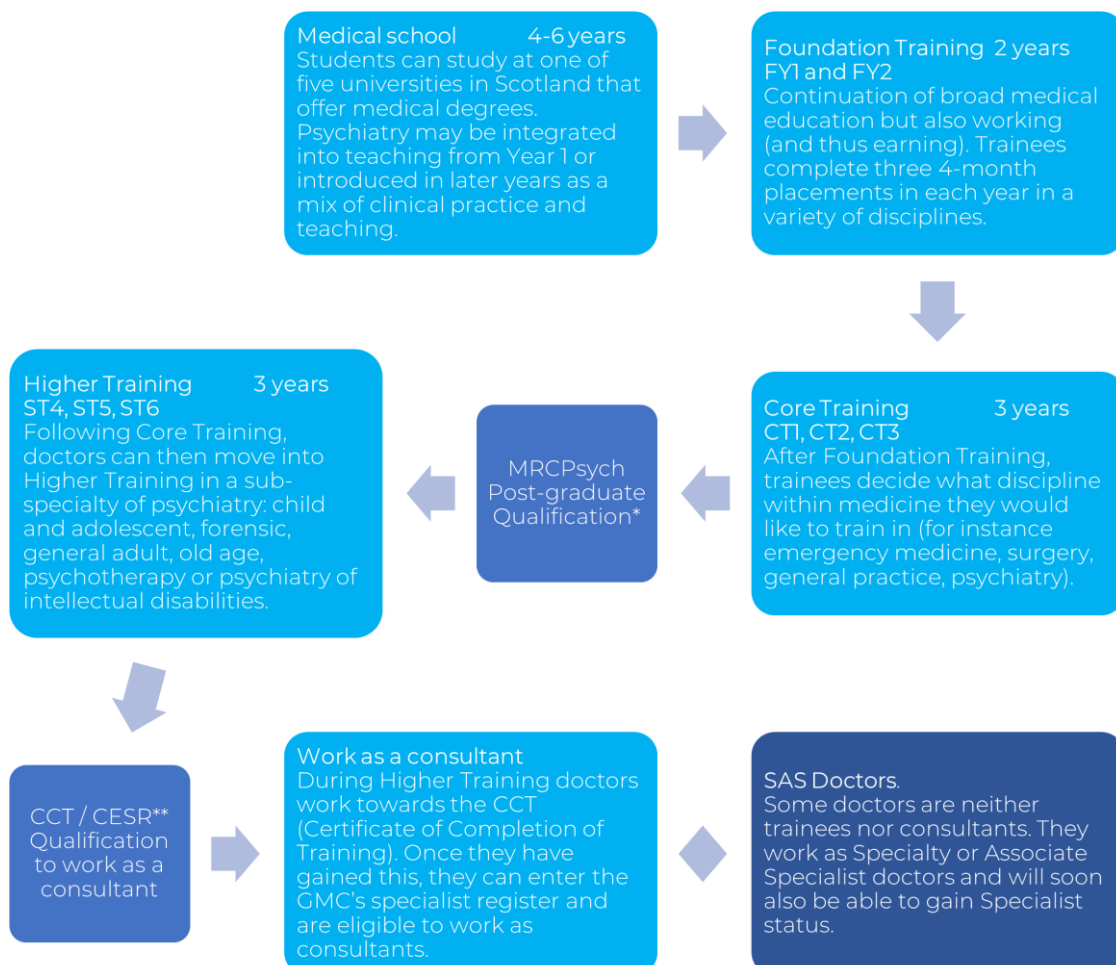 Medical school 4-6 years
Students can study at one of
five universities in Scotland that
offer medical degrees.
Psychiatry may be integrated
into teaching from Year 1 or
introduced in later years as a
mix of clinical practice and
teaching.
Foundation Training 2 years
FY1 and FY2
Continuation of broad medical
education but also working
(and thus earning). Trainees
complete three 4-month
placements in each year in a
variety of disciplines.
Core Training 3 years
CT1, CT2, CT3
After Foundation Training,
trainees decide what discipline
within medicine they would
like to train in (for instance
emergency medicine, surgery,
general practice, psychiatry).
MRCPsych
Post-graduate
Qualification*
Higher Training 3 years
ST4, ST5, ST6
Following Core Training,
doctors can then move into
Higher Training in a sub-
specialty of psychiatry: child
and adolescent, forensic,
general adult, old age,
psychotherapy or psychiatry of
intellectual disabilities.
CCT / CESR**
Qualification
to work as a
consultant
Work as a consultant
During Higher Training doctors
work towards the CCT
(Certificate of Completion of
Training). Once they have
gained this, they can enter the
GMC's specialist register and
are eligible to work as
consultants.
SAS Doctors.
Some doctors are neither
trainees nor consultants. They
work as Specialty or Associate
Specialist doctors and will soon
also be able to gain Specialist
status.